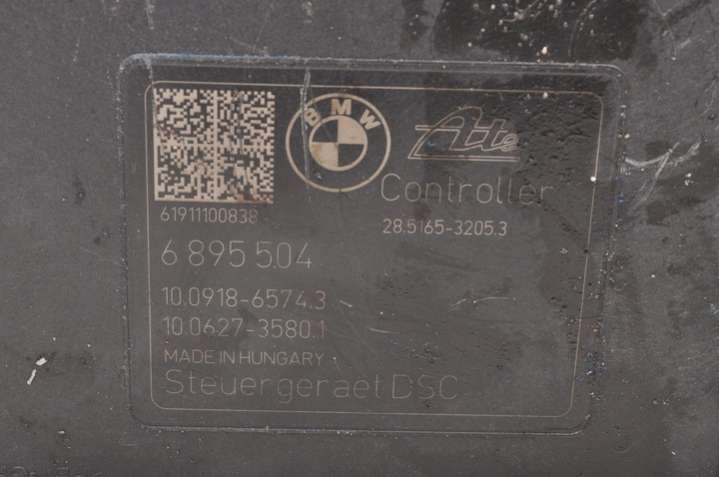 BMW
Ate
Controller
61911100838
28.5165-3205.3
6 895 504
10.0918-6574.3
10.0627-3580.1
MADE IN HUNGARY
Steuergeraet DSC